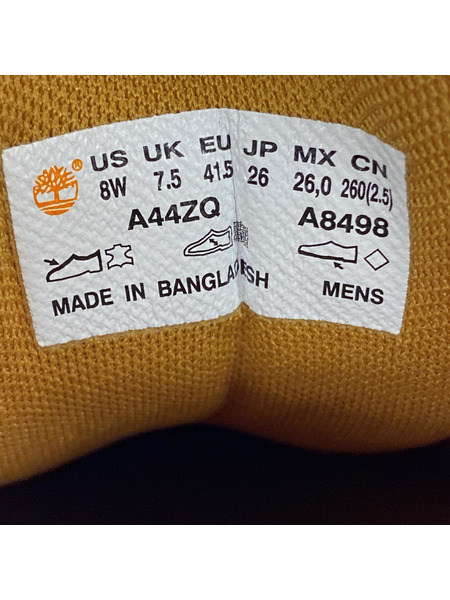 ® US UK EU JP MX CN
8W 7.5 41.5 26 26,0 260(2.5)
A44ZQ A8498
MADE IN BANGLADESH MENS